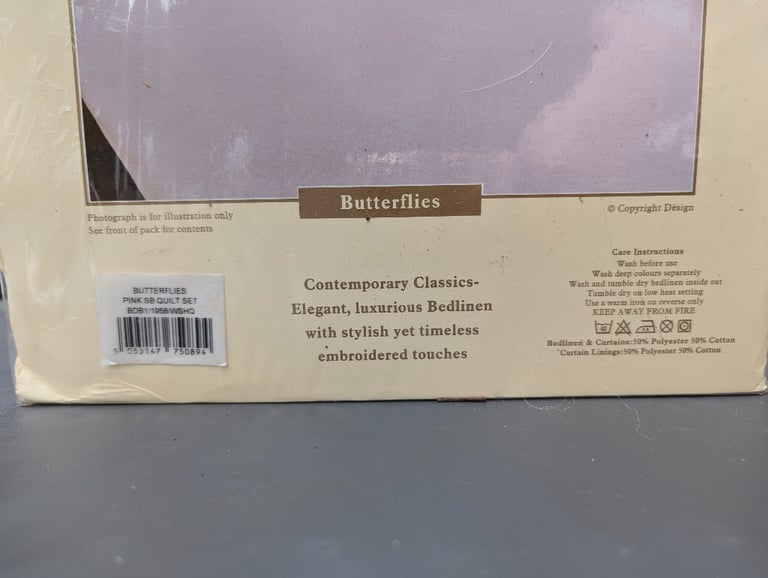 Butterflies
Photograph is for illustration only
See front of pack for contents
© Copyright Design
BUTTERFLIES
PINK SB QUILT SET
BDB1/1958/WSHQ
5 055147 750894
Contemporary Classics-
Elegant, luxurious Bedlinen
with stylish yet timeless
embroidered touches
Care Instructions
Wash before use
Wash deep colours separately
Wash and tumble dry bedlinen inside out
Tumble dry on low heat setting
Use a warm iron on reverse only
KEEP AWAY FROM FIRE
40
Bedlinen & Curtains:50% Polyester 50% Cotton
*Curtain Linings:50% Polyester 50% Cotton